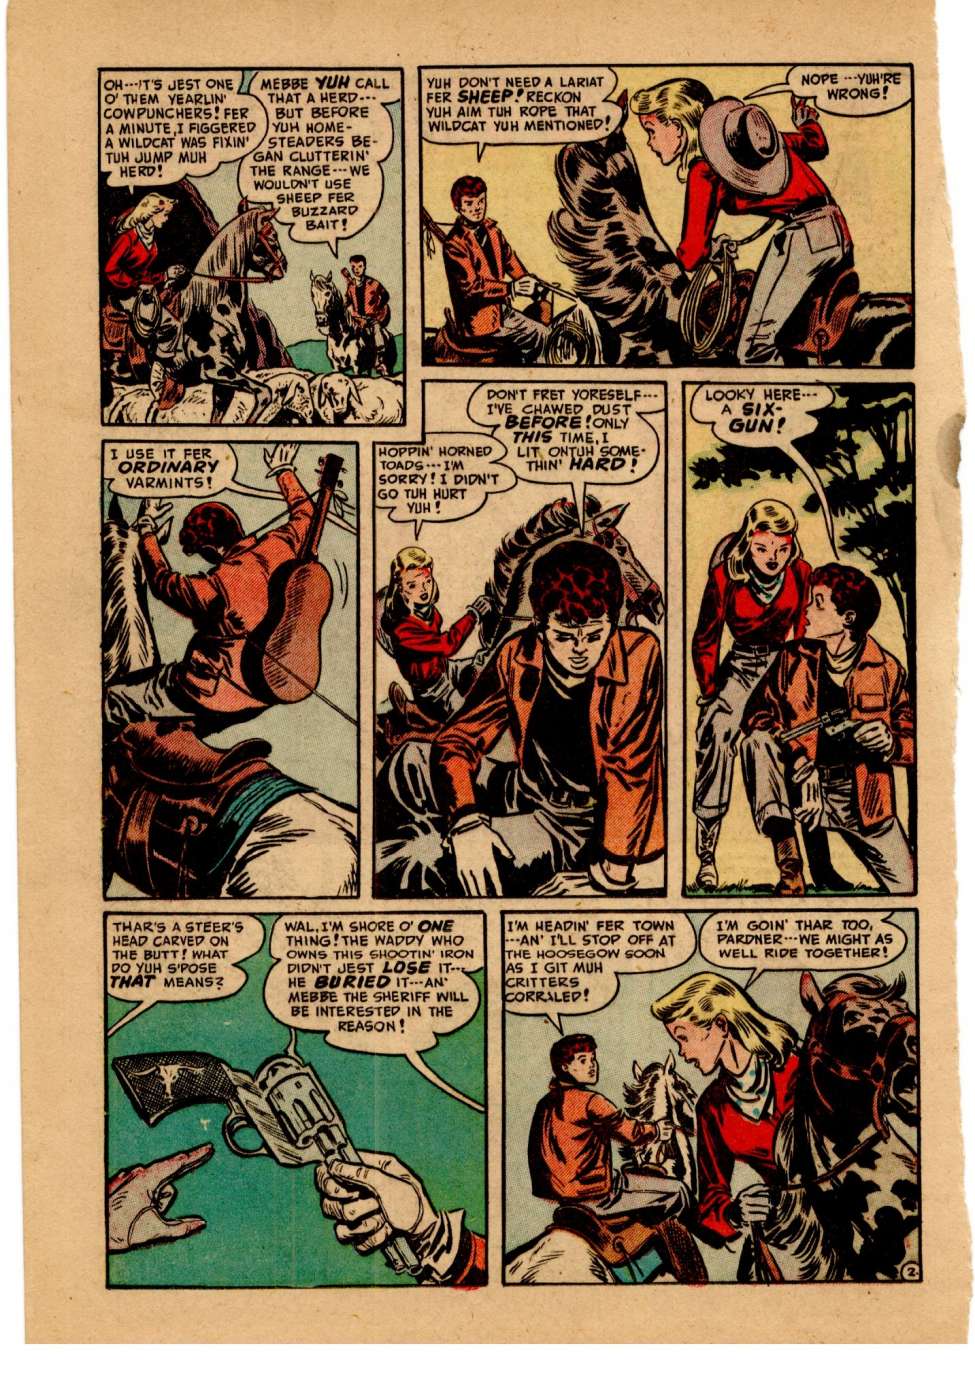 OH---IT'S JEST ONE
O' THEM YEARLIN'
COWPUNCHERS! FER
A MINUTE, I FIGGERED
A WILDCAT WAS FIXIN'
TUH JUMP MUH
HERD!
MEBBE YUH CALL
THAT A HERD---
BUT BEFORE
YUH HOME-
STEADERS BE-
GAN CLUTTERIN'
THE RANGE---WE
WOULDN'T USE
SHEEP FER
BUZZARD
BAIT!
YUH DON'T NEED A LARIAT
FER SHEEP! RECKON
YUH AIM TUH ROPE THAT
WILDCAT YUH MENTIONED!
NOPE---YUH'RE
WRONG!
I USE IT FER
ORDINARY
VARMINTS!
HOPPIN' HORNED
TOADS---I'M
SORRY! I DIDN'T
GO TUH HURT
YUH!
DON'T FRET YORESELF---
I'VE CHAWED DUST
BEFORE! ONLY
THIS TIME, I
LIT ONTUH SOME-
THIN' HARD!
LOOKY HERE---
A SIX-
GUN!
THAR'S A STEER'S
HEAD CARVED ON
THE BUTT! WHAT
DO YUH S'POSE
THAT MEANS?
WAL, I'M SHORE O' ONE
THING! THE WADDY WHO
OWNS THIS SHOOTIN' IRON
DIDN'T JEST LOSE IT---
HE BURIED IT---AN'
MEBBE THE SHERIFF WILL
BE INTERESTED IN THE
REASON!
I'M HEADIN' FER TOWN
---AN' I'LL STOP OFF AT
THE HOOSEGOW SOON
AS I GIT MUH
CRITTERS
CORRALED!
I'M GOIN' THAR TOO,
PARDNER---WE MIGHT AS
WELL RIDE TOGETHER!
2